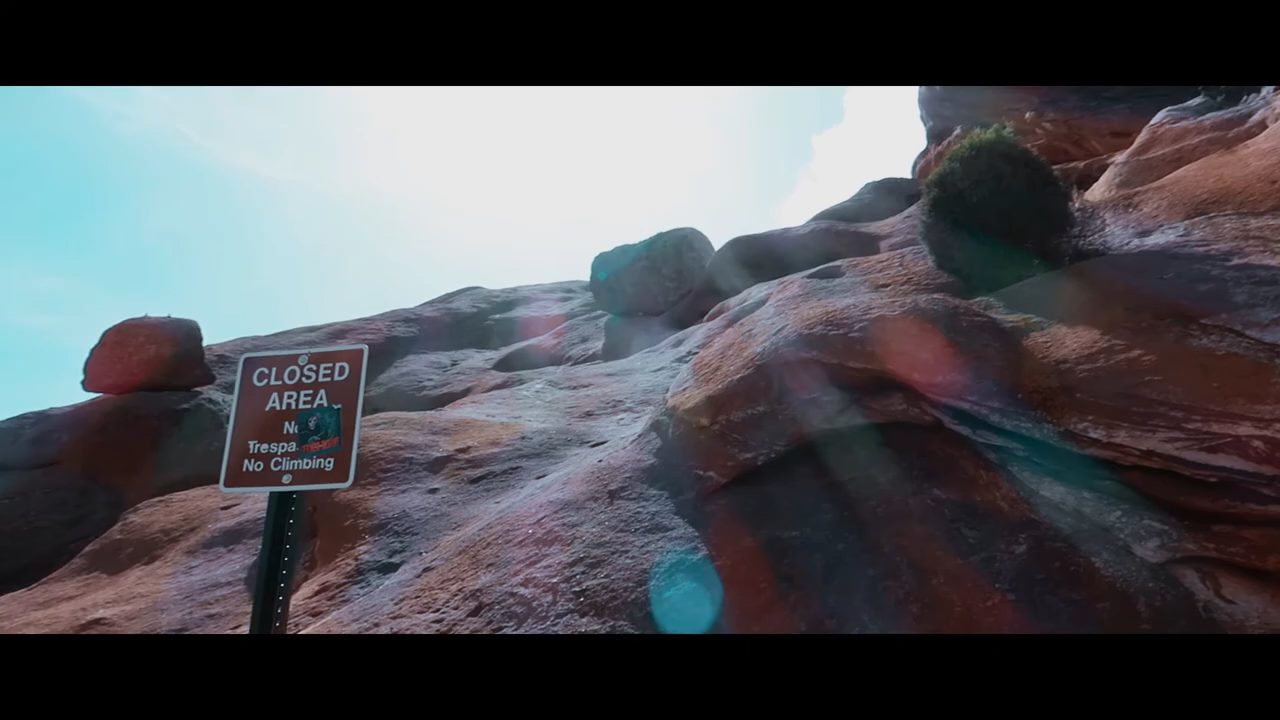 CLOSED
AREA
No
Trespa
No Climbing